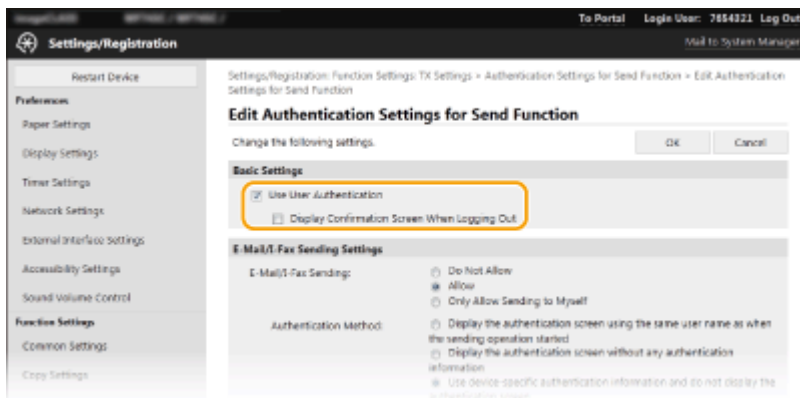 To Portal Login User: 7654321 Log Out
Settings/Registration
Mail to System Manager
Restart Device
Preferences
Paper Settings
Display Settings
Timer Settings
Network Settings
External Interface Settings
Accessibility Settings
Sound Volume Control
Function Settings
Common Settings
Copy Settings
Settings/Registration: Function Settings: TX Settings > Authentication Settings for Send Function > Edit Authentication
Settings for Send Function
Edit Authentication Settings for Send Function
Change the following settings.
OK
Cancel
Basic Settings
Use User Authentication
Display Confirmation Screen When Logging Out
E-Mail/I-Fax Sending Settings
E-Mail/I-Fax Sending:
Do Not Allow
Allow
Only Allow Sending to Myself
Authentication Method:
Display the authentication screen using the same user name as when
the sending operation started
Display the authentication screen without any authentication
information
Use device-specific authentication information and do not display the
authentication screen